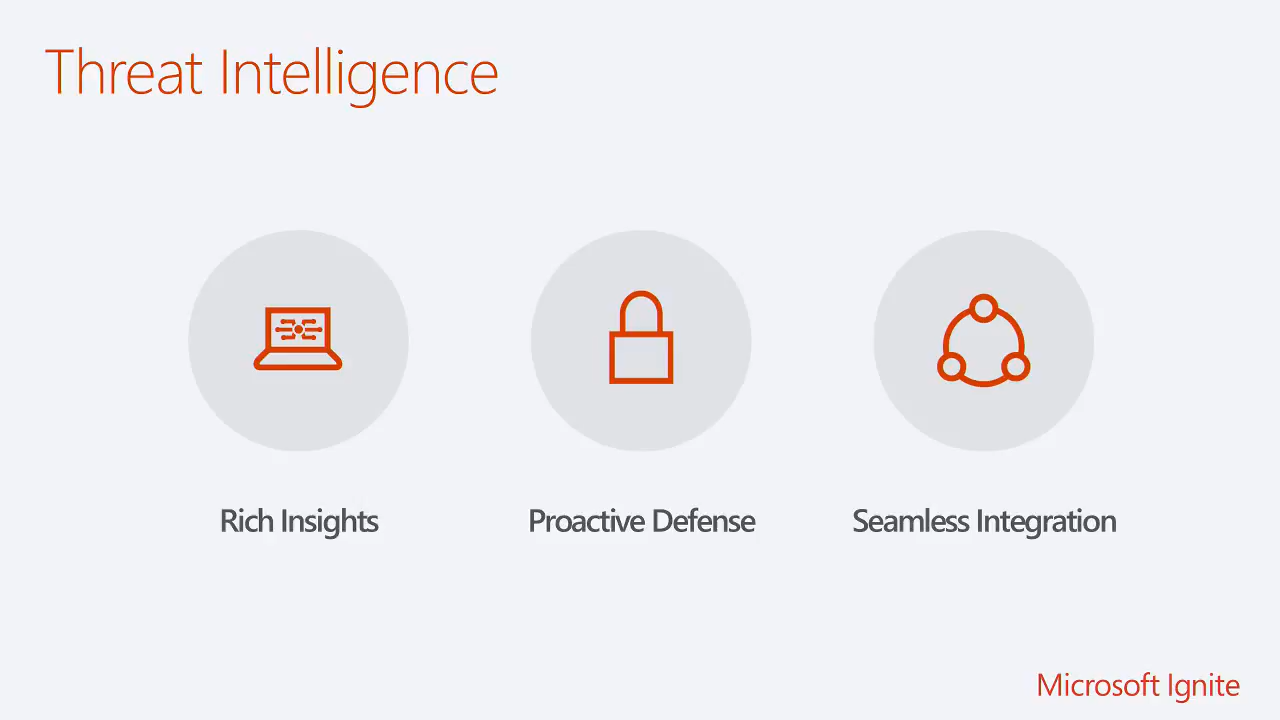 Threat Intelligence
Rich Insights
Proactive Defense
Seamless Integration
Microsoft Ignite